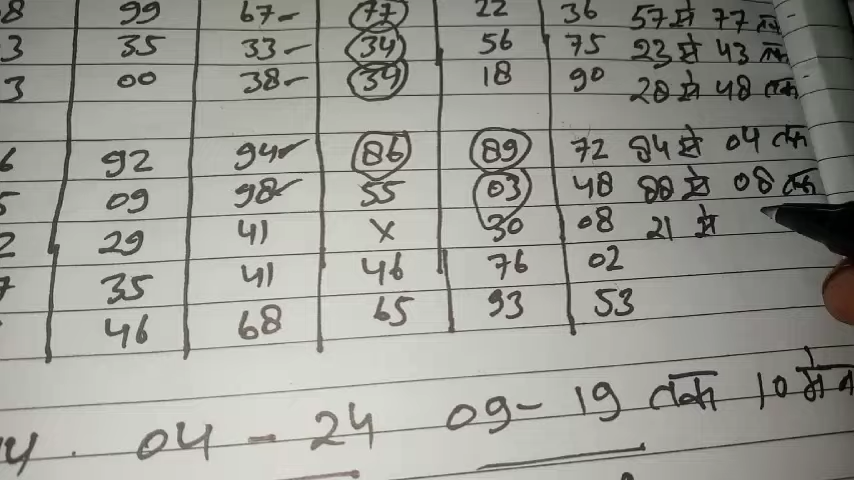 8 99 67 77 22 36 57 से 77 तक
3 35 33 34 56 75 23 से 43 तक
3 00 38 39 18 90 28 से 48 तक
6 92 94 86 89 72 84 से 04 तक
5 09 98 55 03 48 88 से 08 तक
2 29 41 X 30 08 21 से
7 35 41 46 76 02
46 68 65 93 53
04 - 24 09 - 19 तक 10